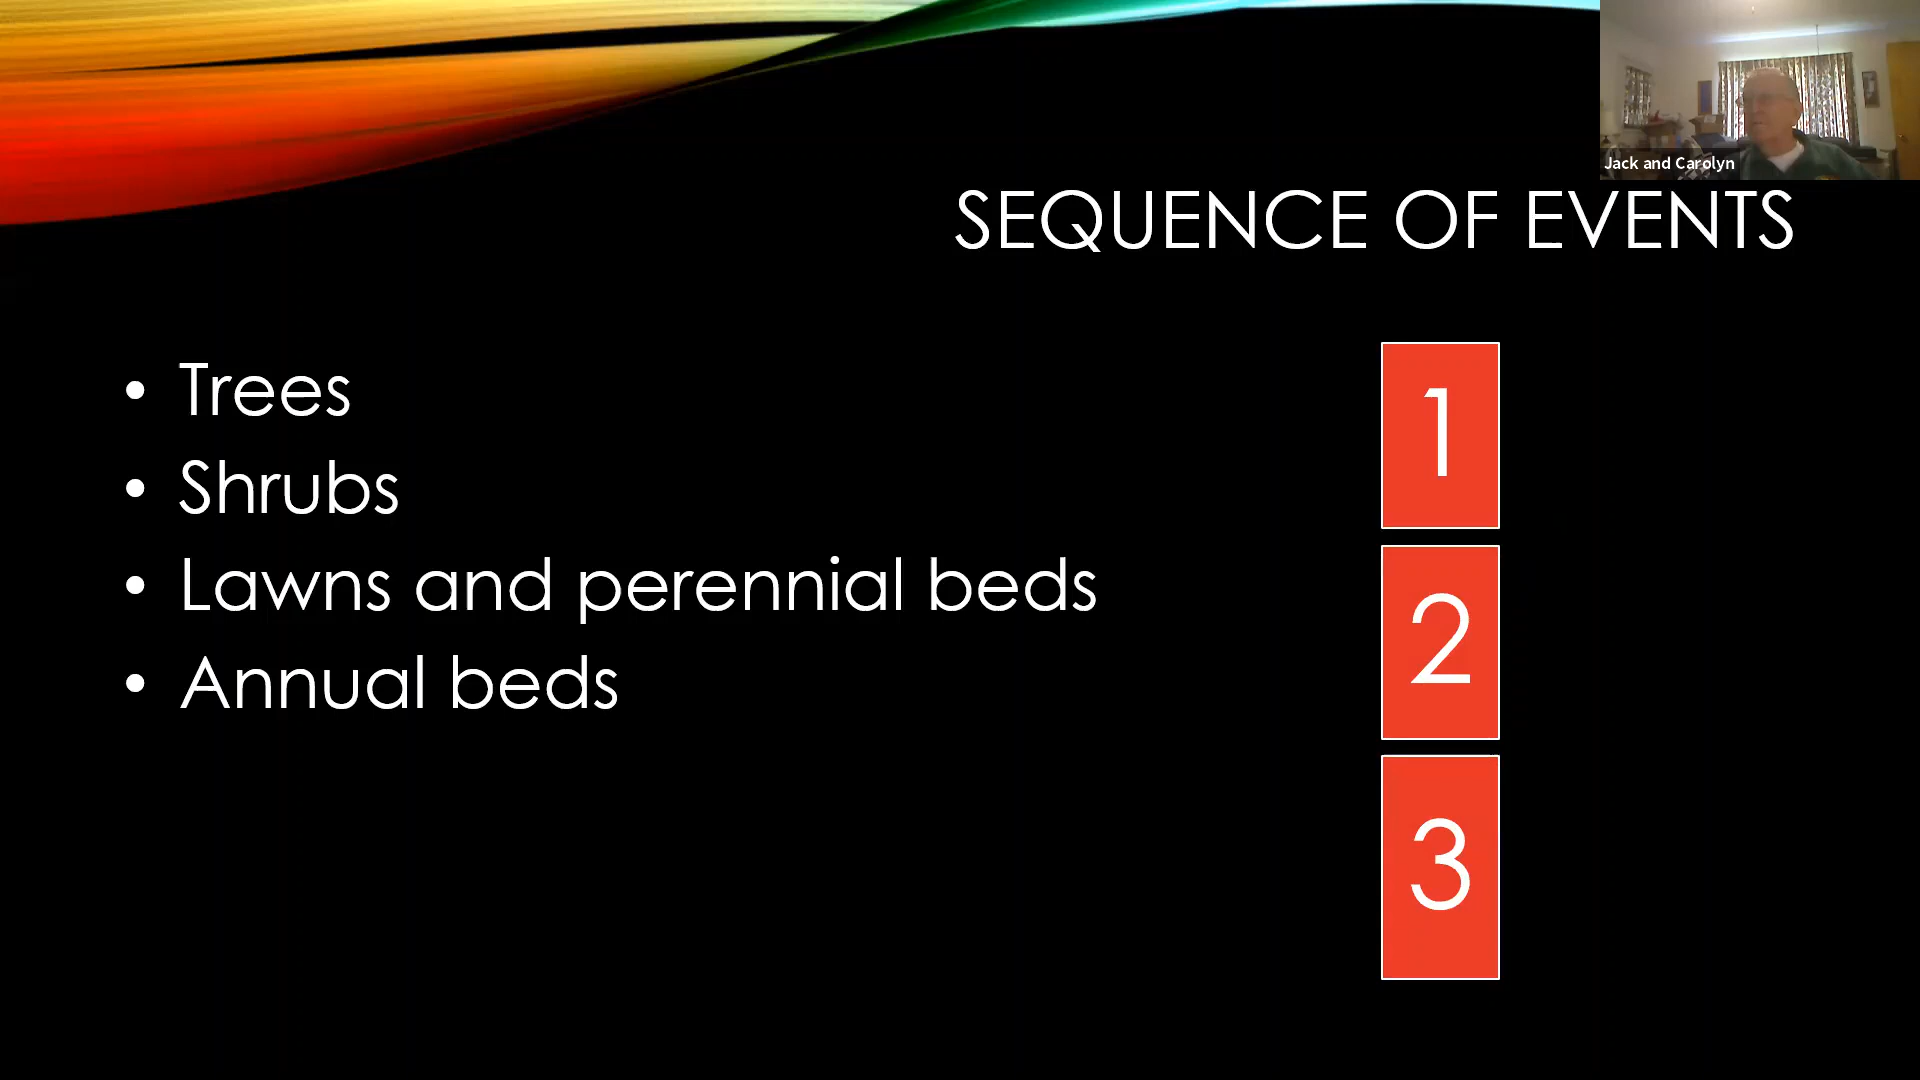 Jack and Carolyn
SEQUENCE OF EVENTS
• Trees
• Shrubs
• Lawns and perennial beds
• Annual beds
1
2
3